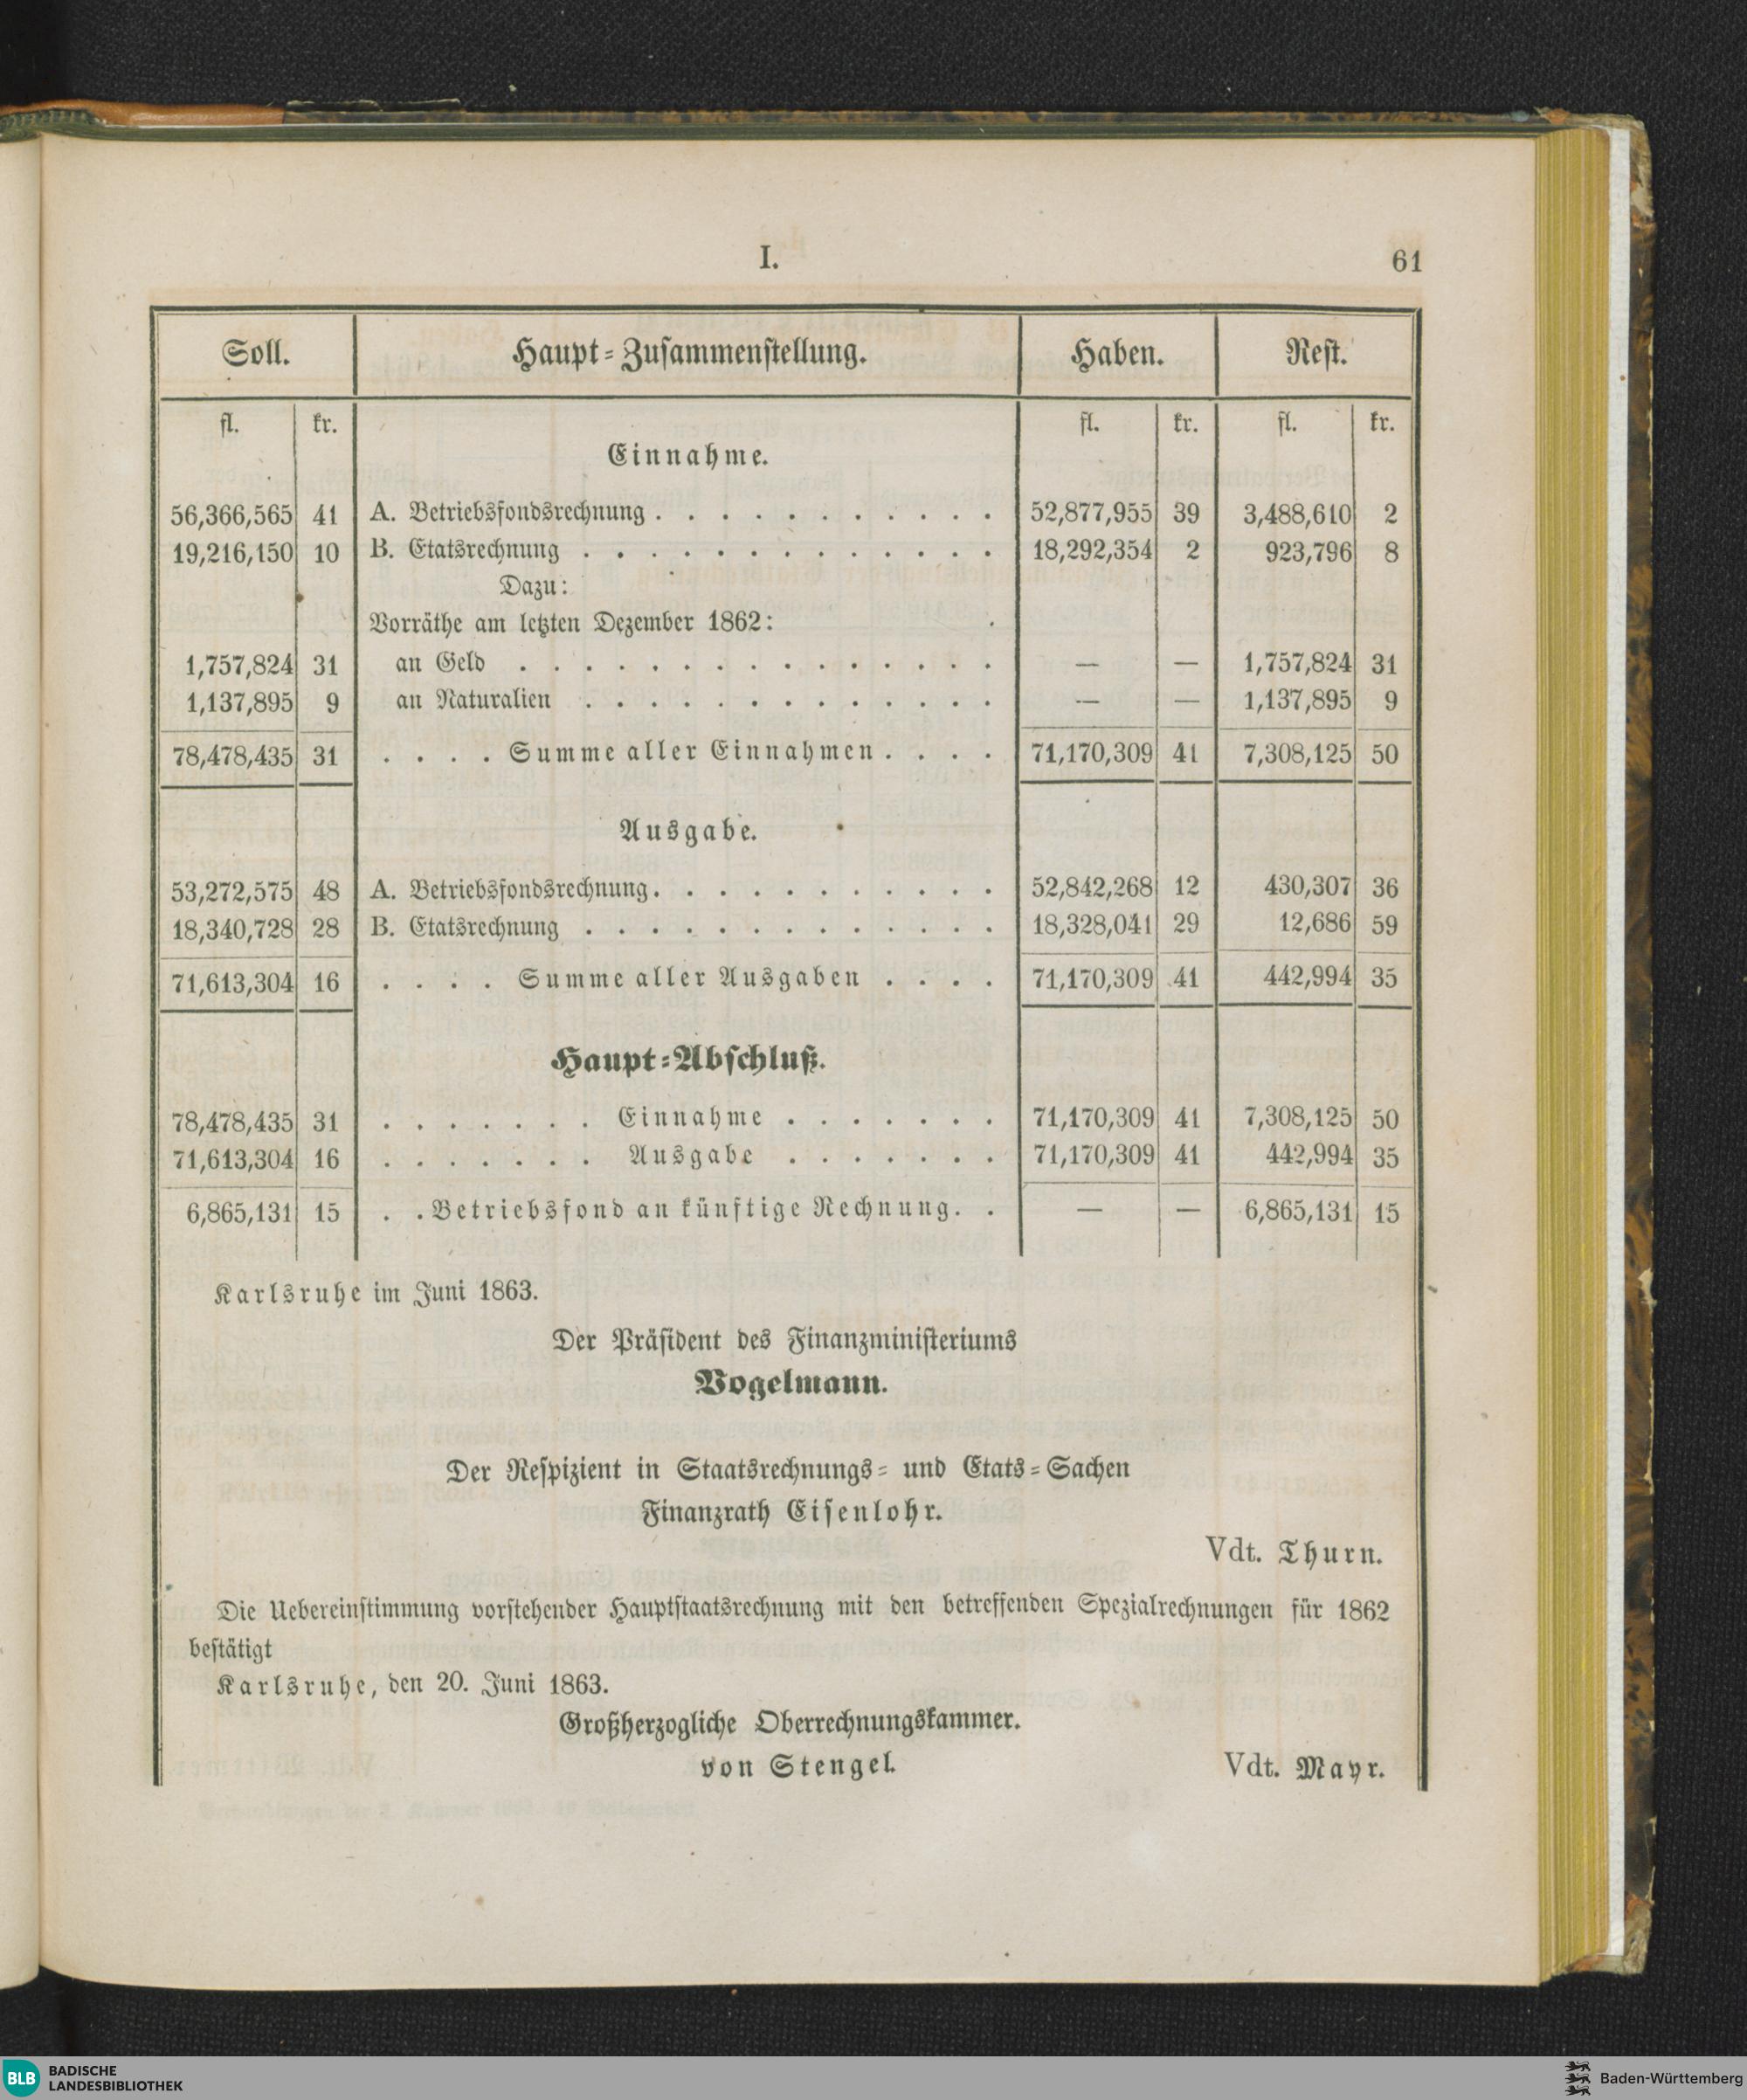 I.
61
Soll. Haupt-Zusammenstellung. Haben. Rest.
fl. kr. fl. kr. fl. kr.
Einnahme.
56,366,565 41 A. Betriebsfondsrechnung . . . . . . . . . . . 52,877,955 39 3,488,610 2
19,216,150 10 B. Etatsrechnung . . . . . . . . . . . . . 18,292,354 2 923,796 8
Dazu:
Vorräthe am letzten Dezember 1862:
1,757,824 31 an Geld . . . . . . . . . . . . . . . — — 1,757,824 31
1,137,895 9 an Naturalien . . . . . . . . . . . . . — — 1,137,895 9
78,478,435 31 . . . . Summe aller Einnahmen . . . . 71,170,309 41 7,308,125 50
Ausgabe.
53,272,575 48 A. Betriebsfondsrechnung . . . . . . . . . . . 52,842,268 12 430,307 36
18,340,728 28 B. Etatsrechnung . . . . . . . . . . . . . 18,328,041 29 12,686 59
71,613,304 16 . . . . Summe aller Ausgaben . . . . 71,170,309 41 442,994 35
Haupt-Abschluß.
78,478,435 31 . . . . . . . Einnahme . . . . . . . 71,170,309 41 7,308,125 50
71,613,304 16 . . . . . . . Ausgabe . . . . . . . 71,170,309 41 442,994 35
6,865,131 15 . . Betriebsfond an künftige Rechnung. . — — 6,865,131 15
Karlsruhe im Juni 1863.
Der Präsident des Finanzministeriums
Vogelmann.
Der Respizient in Staatsrechnungs- und Etats-Sachen
Finanzrath Eisenlohr.
Vdt. Thurn.
Die Uebereinstimmung vorstehender Hauptstaatsrechnung mit den betreffenden Spezialrechnungen für 1862
bestätigt
Karlsruhe, den 20. Juni 1863.
Großherzogliche Oberrechnungskammer.
von Stengel. Vdt. Mayr.
BLB BADISCHE
LANDESBIBLIOTHEK
Baden-Württemberg